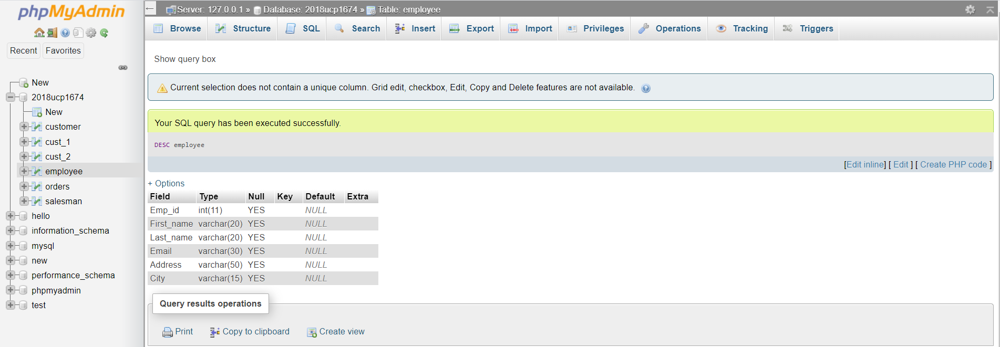 phpMyAdmin
Recent Favorites
New
2018ucp1674
New
customer
cust_1
cust_2
employee
orders
salesman
hello
information_schema
mysql
new
performance_schema
phpmyadmin
test
Server: 127.0.0.1 » Database: 2018ucp1674 » Table: employee
Browse Structure SQL Search Insert Export Import Privileges Operations Tracking Triggers
Show query box
Current selection does not contain a unique column. Grid edit, checkbox, Edit, Copy and Delete features are not available.
Your SQL query has been executed successfully.
DESC employee
[Edit inline] [ Edit ] [ Create PHP code ]
+ Options
Field Type Null Key Default Extra
Emp_id int(11) YES NULL
First_name varchar(20) YES NULL
Last_name varchar(20) YES NULL
Email varchar(30) YES NULL
Address varchar(50) YES NULL
City varchar(15) YES NULL
Query results operations
Print Copy to clipboard Create view